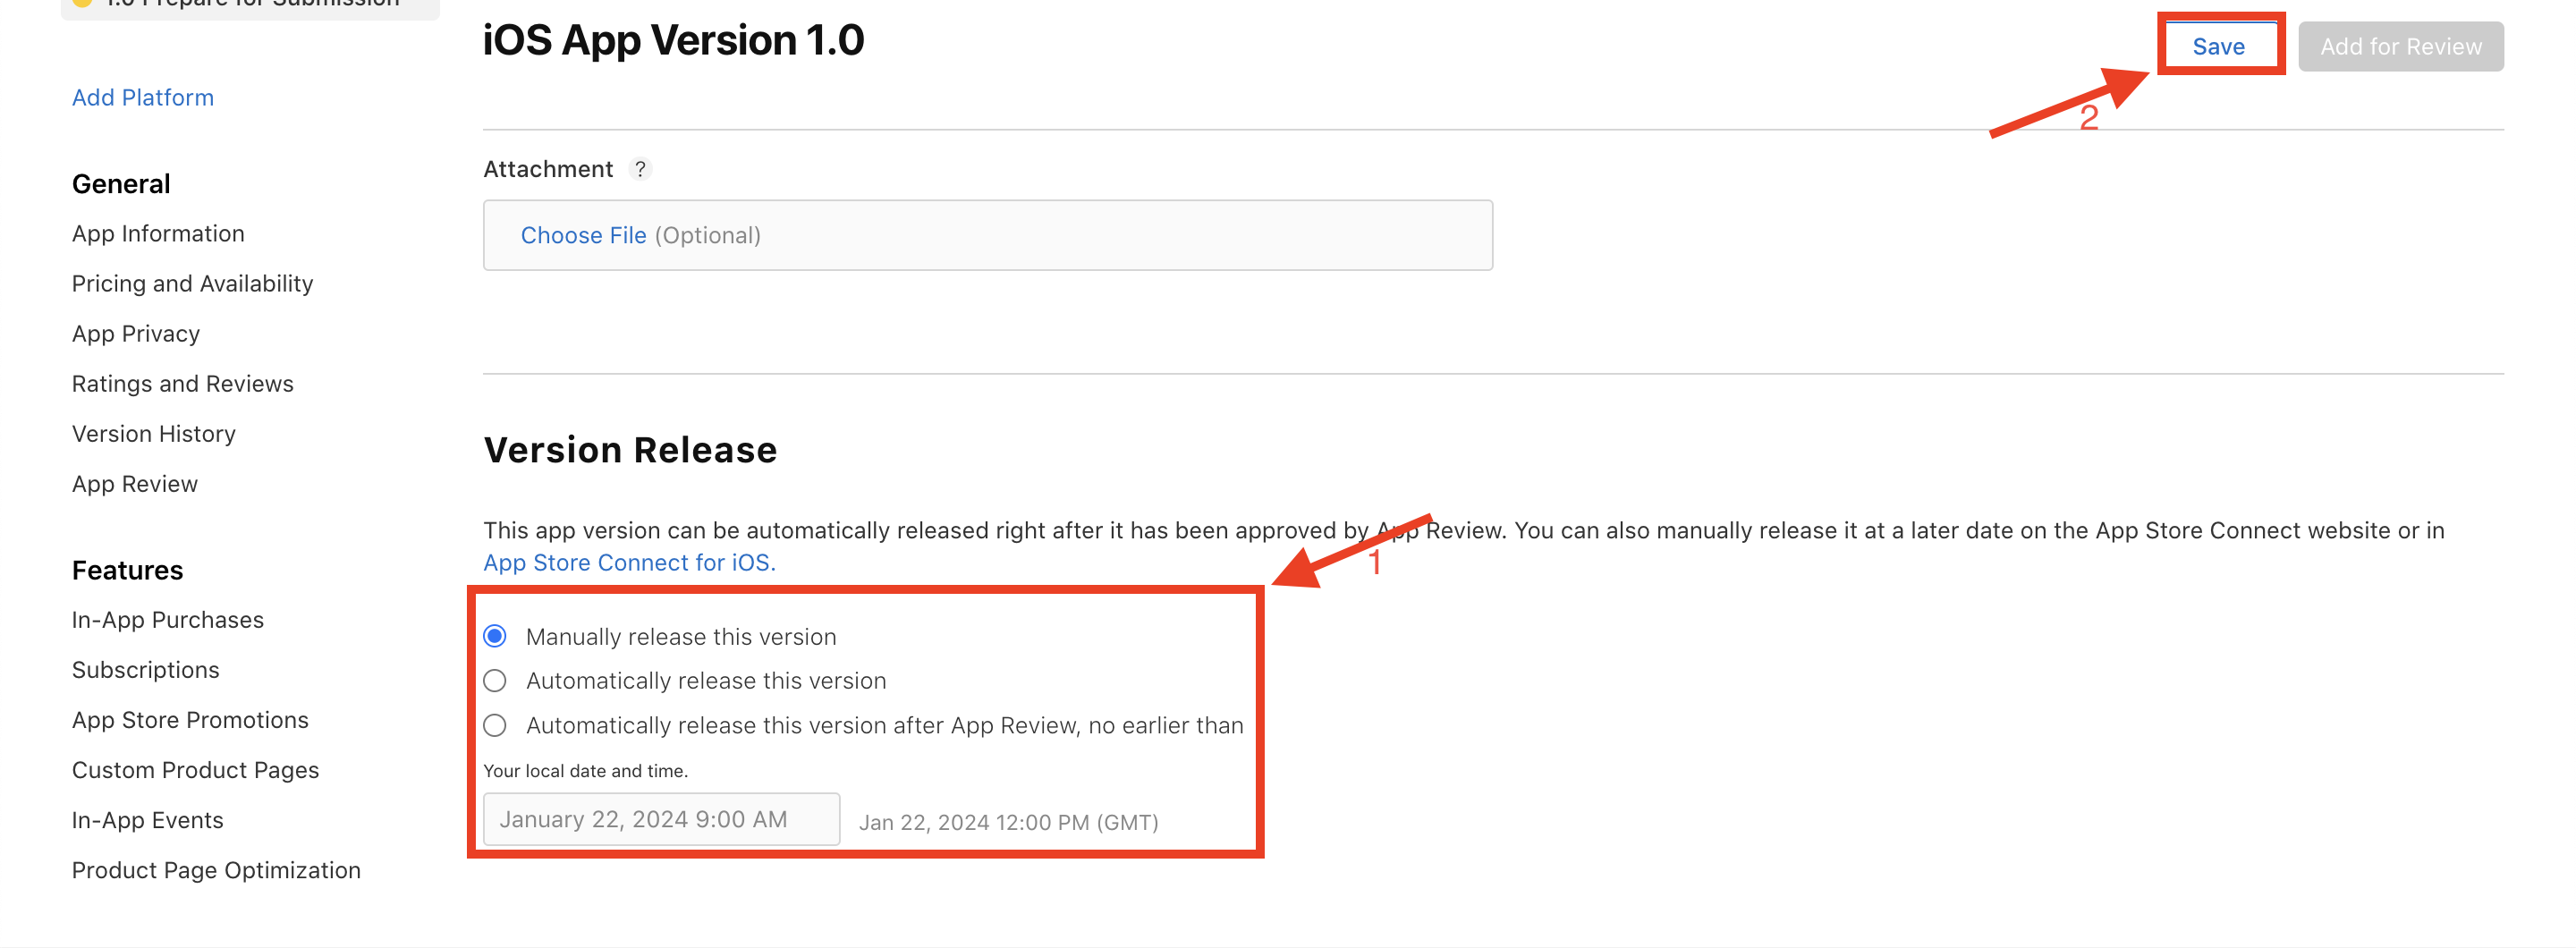 1.0 Prepare for Submission
Add Platform
General
App Information
Pricing and Availability
App Privacy
Ratings and Reviews
Version History
App Review
Features
In-App Purchases
Subscriptions
App Store Promotions
Custom Product Pages
In-App Events
Product Page Optimization
iOS App Version 1.0
Save
Add for Review
2
Attachment ?
Choose File (Optional)
Version Release
This app version can be automatically released right after it has been approved by App Review. You can also manually release it at a later date on the App Store Connect website or in
App Store Connect for iOS.
1
Manually release this version
Automatically release this version
Automatically release this version after App Review, no earlier than
Your local date and time.
January 22, 2024 9:00 AM
Jan 22, 2024 12:00 PM (GMT)